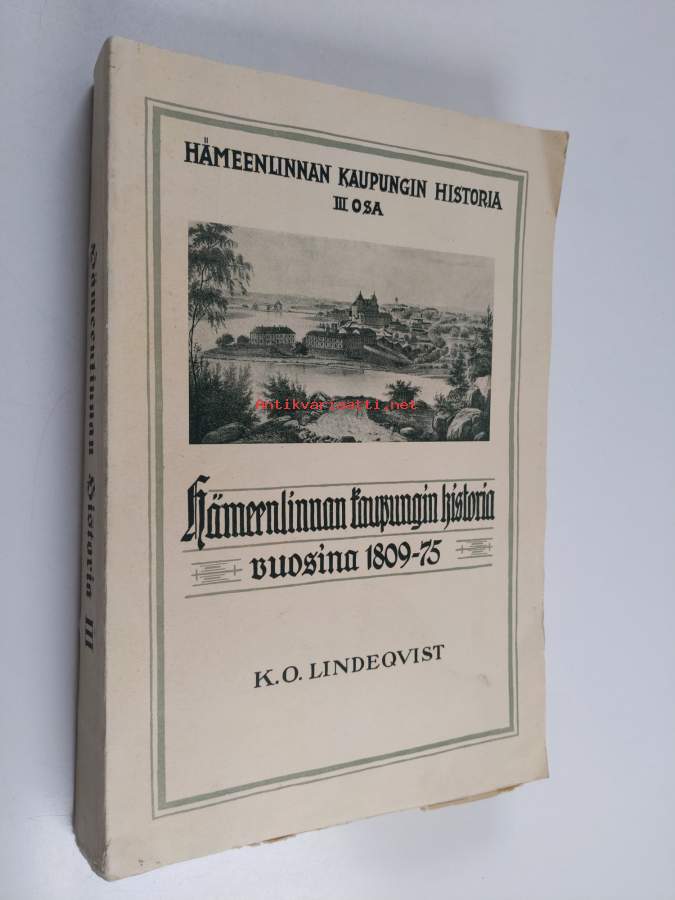 HÄMEENLINNAN KAUPUNGIN HISTORIA
III OSA
antikvariaatti.net
Hämeenlinnan kaupungin historia
vuosina 1809-75
K.O. LINDEQVIST
Hämeenlinnan Historia III